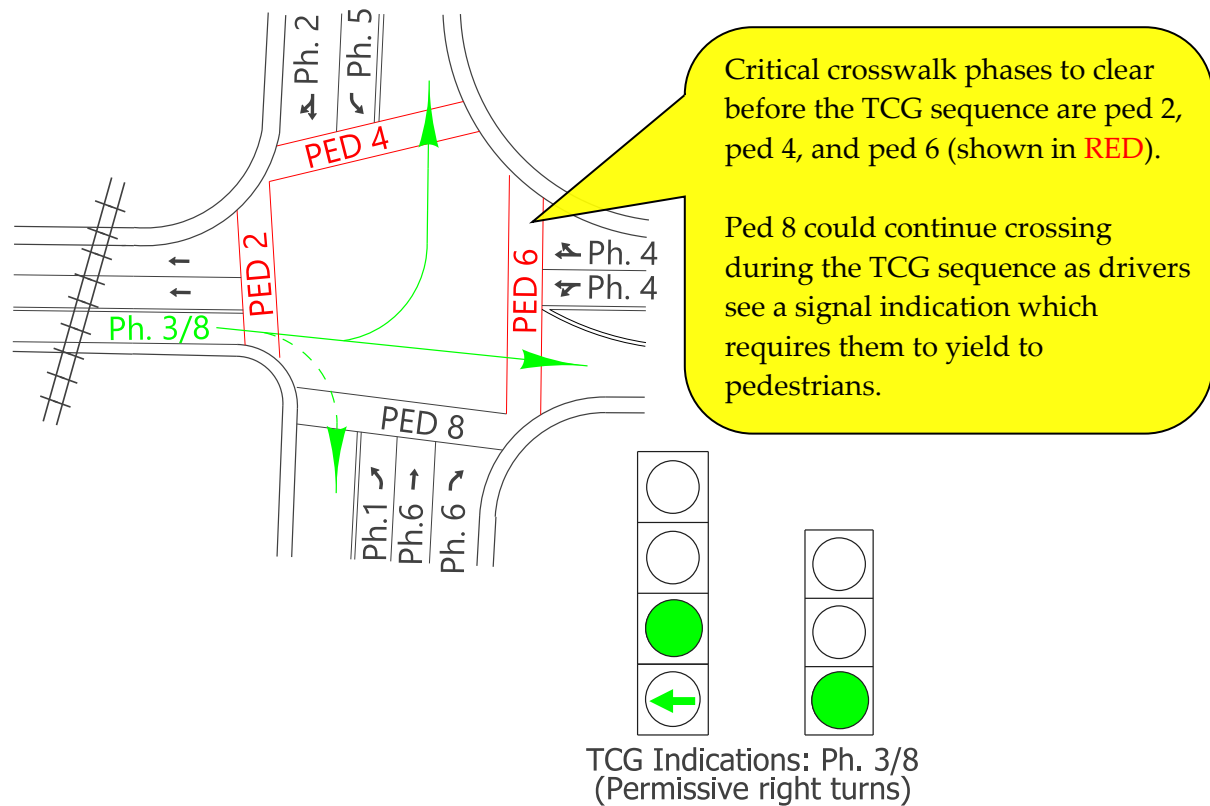 Ph. 2
Ph. 5
PED 4
PED 2
PED 6
Ph. 4
Ph. 4
Ph. 3/8
PED 8
Ph.1
Ph.6
Ph. 6
Critical crosswalk phases to clear
before the TCG sequence are ped 2,
ped 4, and ped 6 (shown in RED).
Ped 8 could continue crossing
during the TCG sequence as drivers
see a signal indication which
requires them to yield to
pedestrians.
TCG Indications: Ph. 3/8
(Permissive right turns)